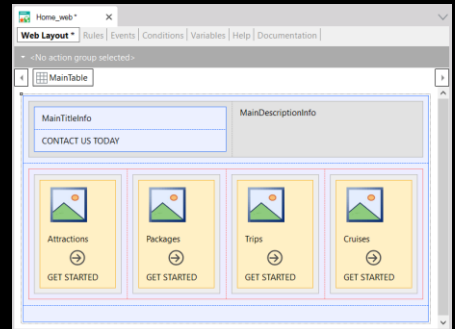 Home_web*
Web Layout * Rules Events Conditions Variables Help Documentation
<No action group selected>
MainTable
MainTitleInfo MainDescriptionInfo
CONTACT US TODAY
Attractions Packages Trips Cruises
GET STARTED GET STARTED GET STARTED GET STARTED